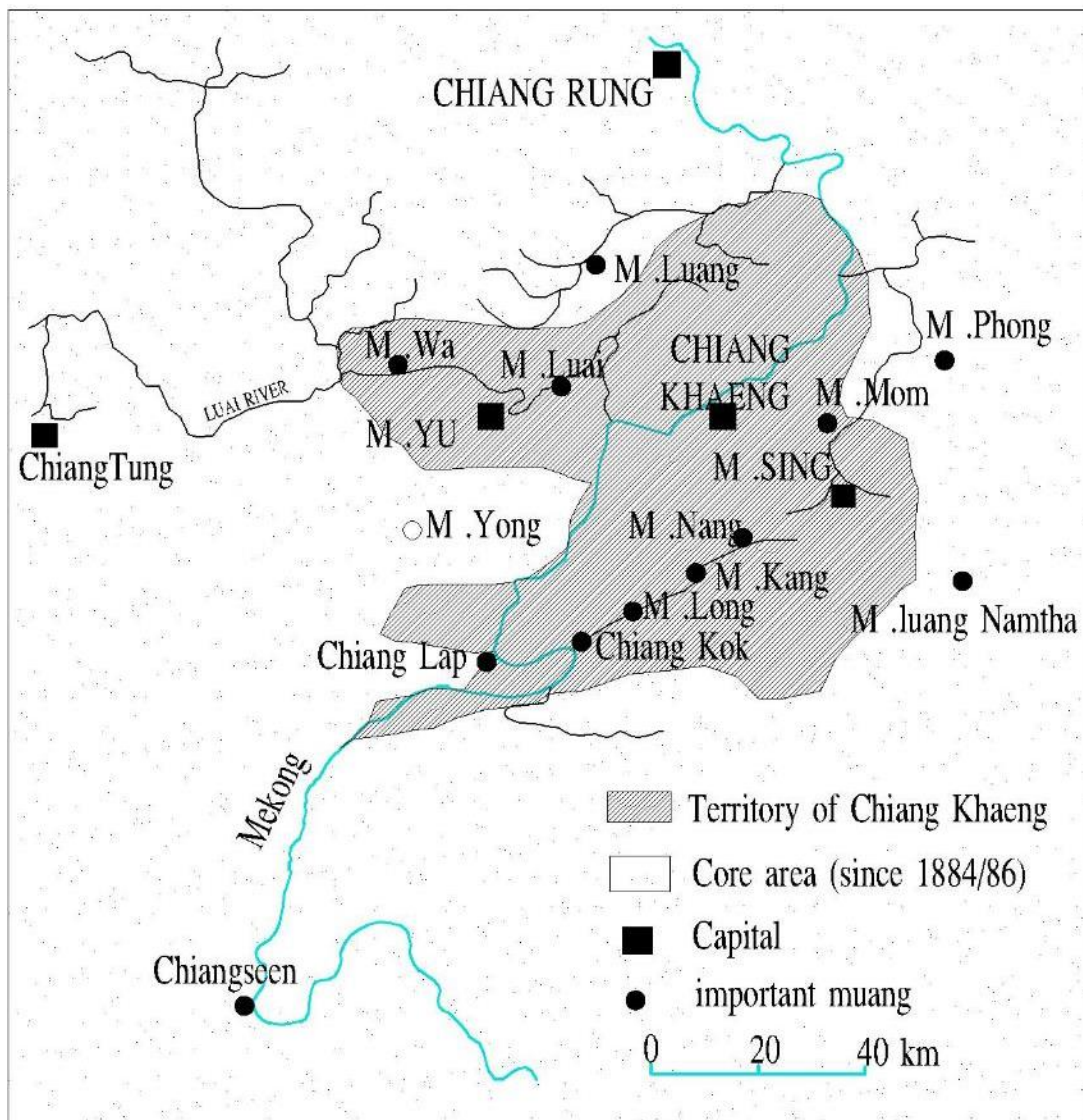 CHIANG RUNG
M .Luang
M .Phong
M .Wa
M .Luai
CHIANG
KHAENG
M .Mom
LUAI RIVER
M .YU
ChiangTung
M .SING
M .Yong
M .Nang
M .Kang
M .Long
M .luang Namtha
Chiang Lap
Chiang Kok
Mekong
Territory of Chiang Khaeng
Core area (since 1884/86)
Capital
Chiangseen
important muang
0 20 40 km